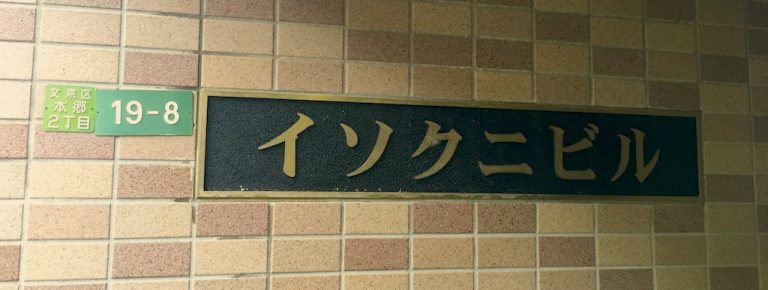 文京区
本郷
2丁目
19-8
イソクニビル